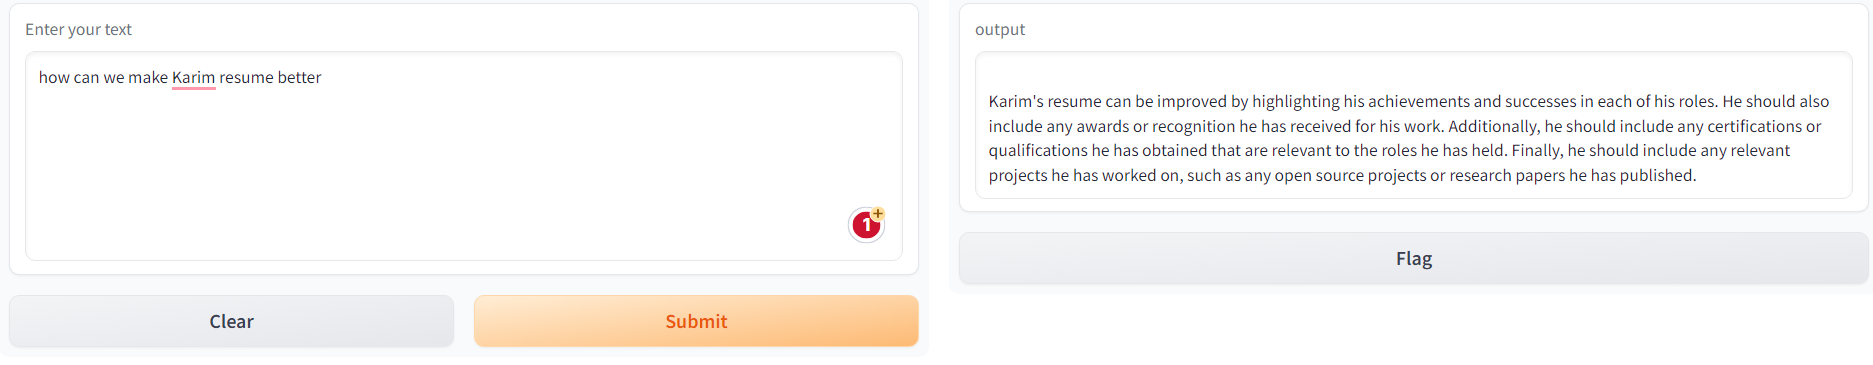 Enter your text
how can we make Karim resume better
1
+
Clear
Submit
output
Karim's resume can be improved by highlighting his achievements and successes in each of his roles. He should also
include any awards or recognition he has received for his work. Additionally, he should include any certifications or
qualifications he has obtained that are relevant to the roles he has held. Finally, he should include any relevant
projects he has worked on, such as any open source projects or research papers he has published.
Flag